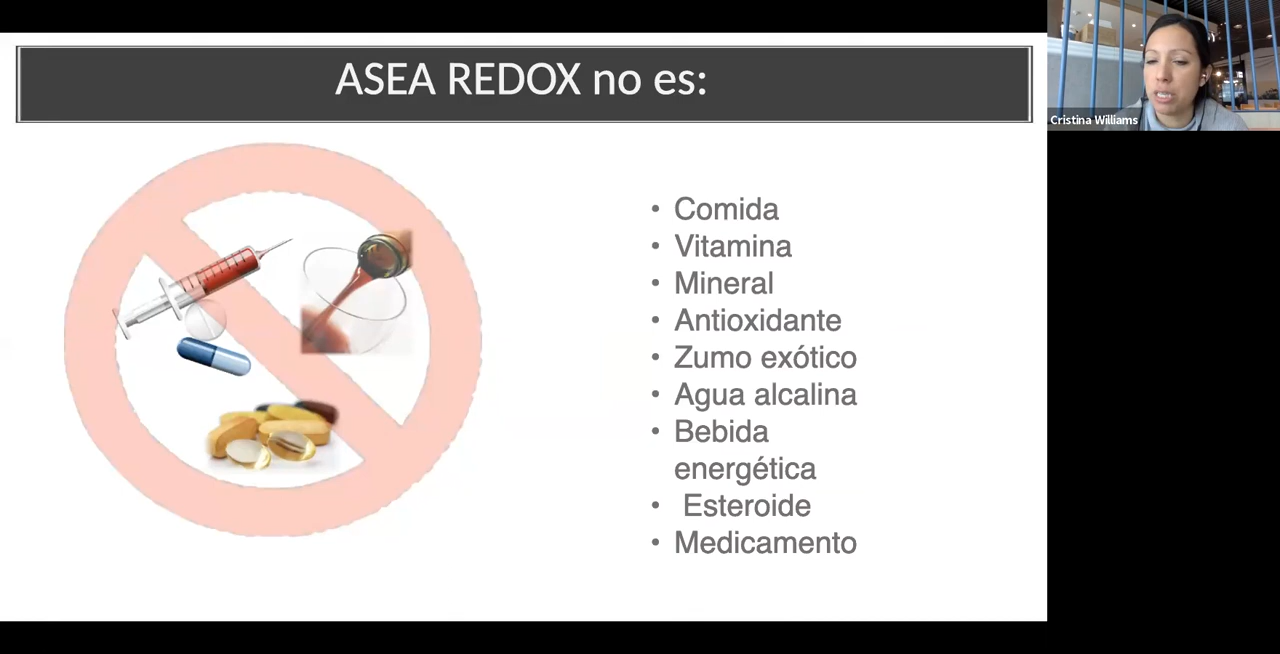 ASEA REDOX no es:
Cristina Williams
• Comida
• Vitamina
• Mineral
• Antioxidante
• Zumo exótico
• Agua alcalina
• Bebida
energética
• Esteroide
• Medicamento